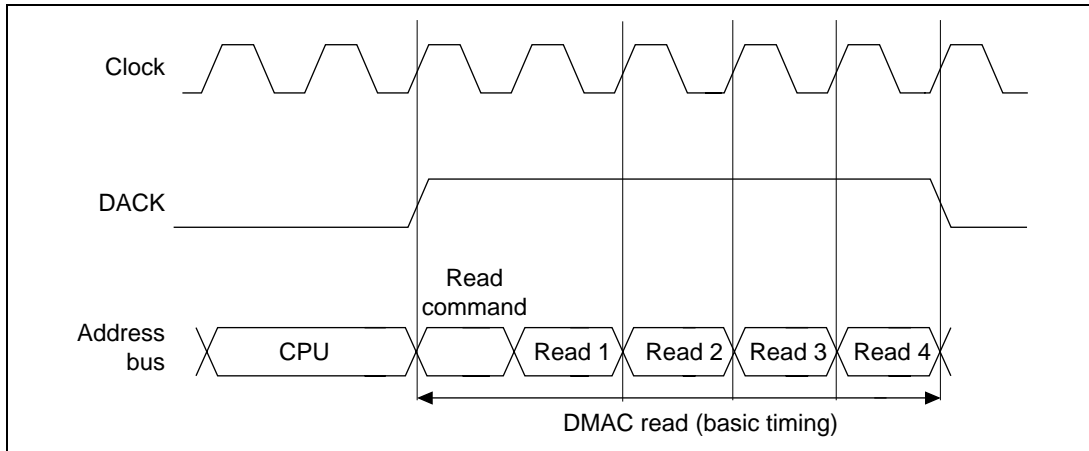 Clock
DACK
Read
command
Address
bus
CPU
Read 1
Read 2
Read 3
Read 4
DMAC read (basic timing)